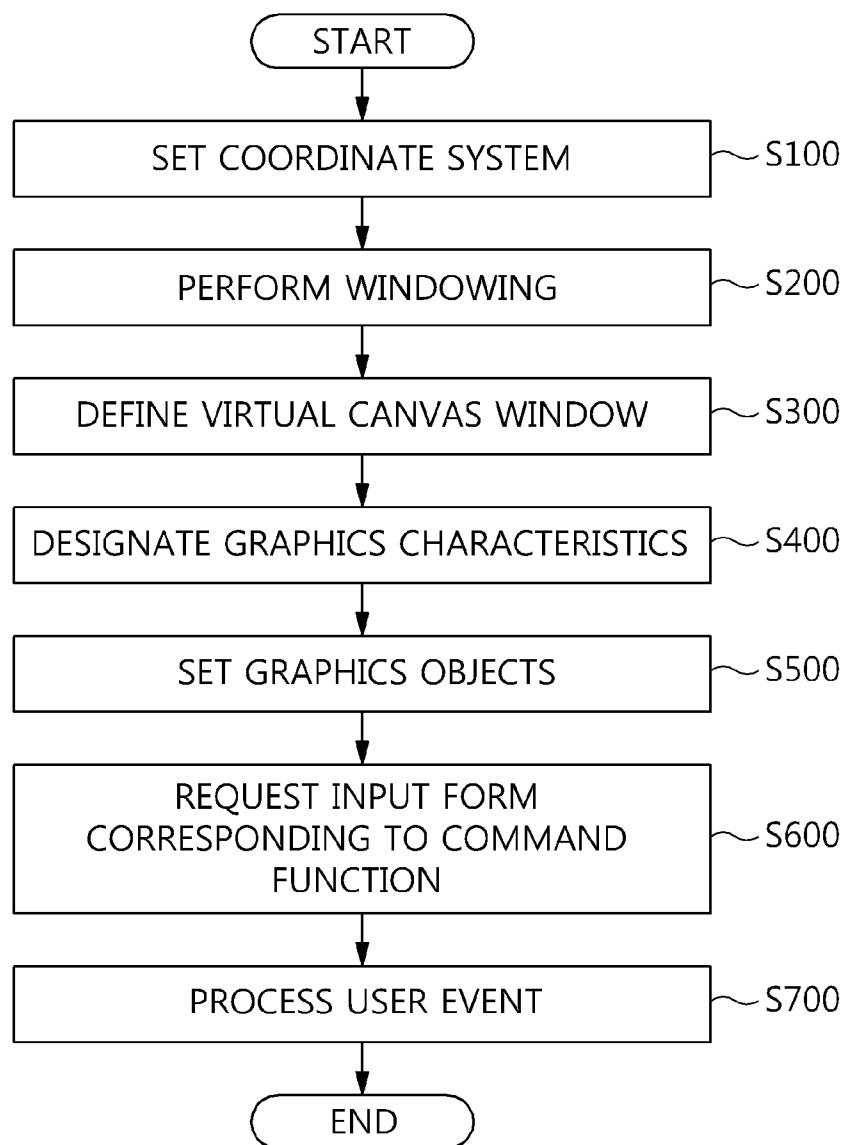 START
SET COORDINATE SYSTEM
S100
PERFORM WINDOWING
S200
DEFINE VIRTUAL CANVAS WINDOW
S300
DESIGNATE GRAPHICS CHARACTERISTICS
S400
SET GRAPHICS OBJECTS
S500
REQUEST INPUT FORM
CORRESPONDING TO COMMAND
FUNCTION
S600
PROCESS USER EVENT
S700
END